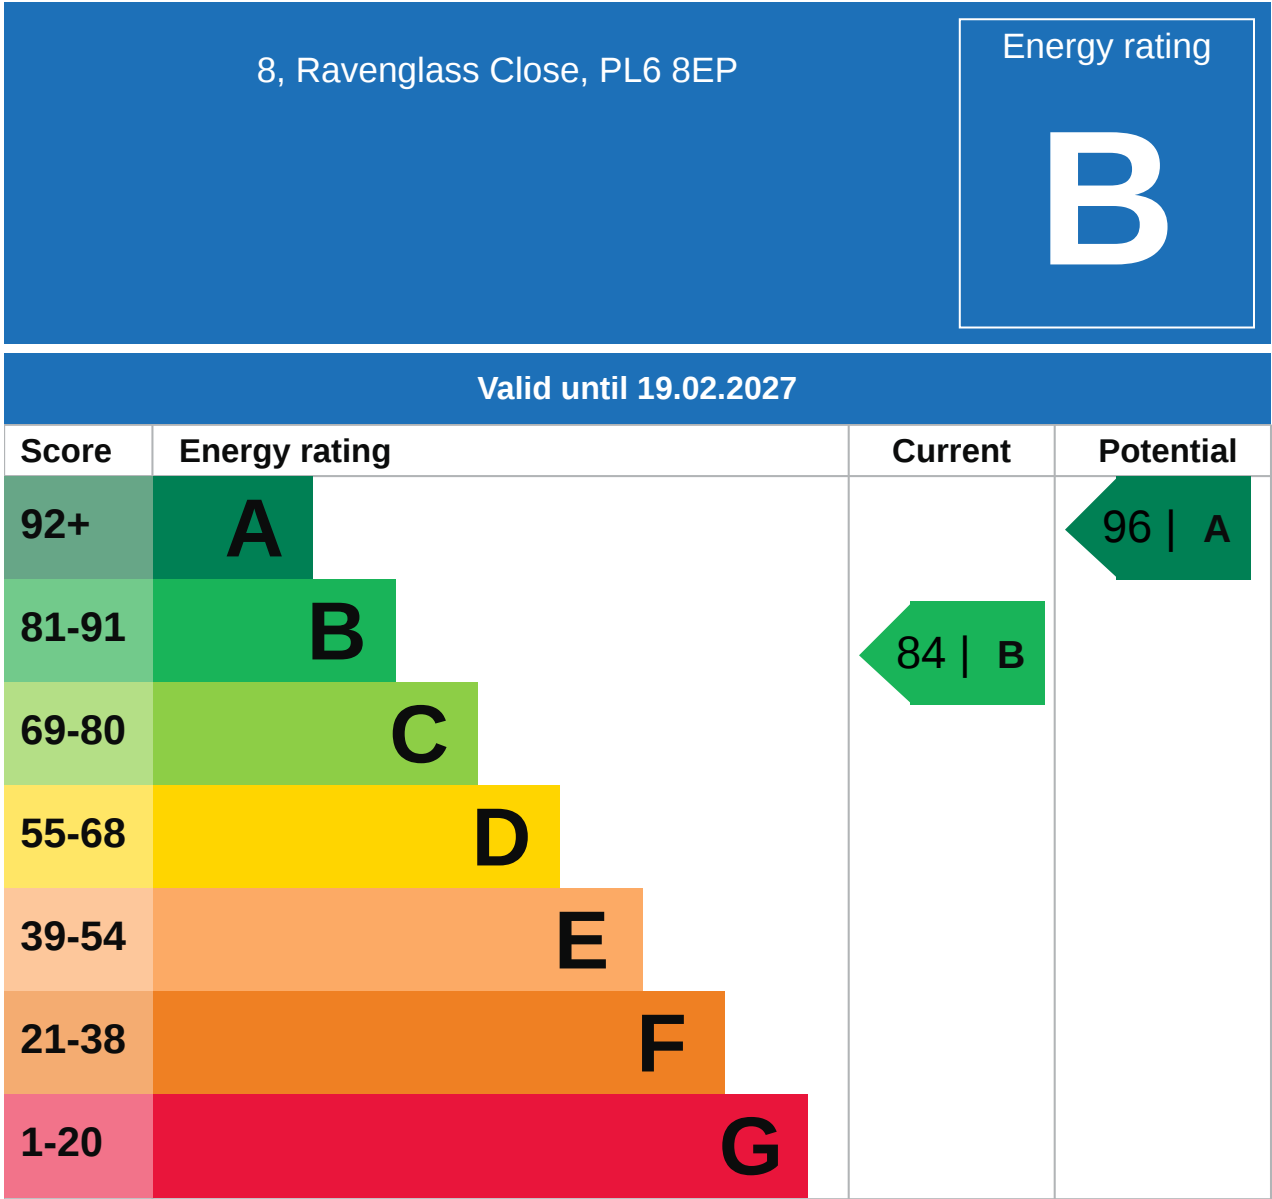 8, Ravenglass Close, PL6 8EP
Energy rating
B
Valid until 19.02.2027
Score Energy rating Current Potential
92+ A 96 | A
81-91 B 84 | B
69-80 C
55-68 D
39-54 E
21-38 F
1-20 G